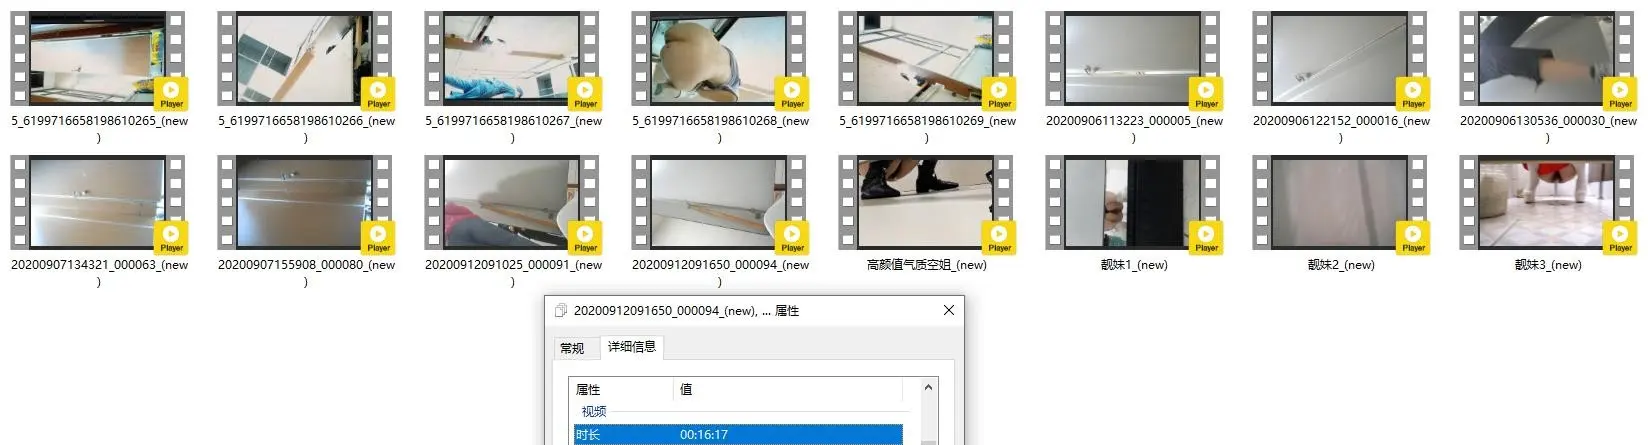 5_6199716658198610265_(new
)
5_6199716658198610266_(new
)
5_6199716658198610267_(new
)
5_6199716658198610268_(new
)
5_6199716658198610269_(new
)
20200906113223_000005_(new
)
20200906122152_000016_(new
)
20200906130536_000030_(new
)
Player
Player
Player
Player
Player
Player
Player
Player
20200907134321_000063_(new
)
20200907155908_000080_(new
)
20200912091025_000091_(new
)
20200912091650_000094_(new
)
高颜值气质空姐_(new)
靓妹1_(new)
靓妹2_(new)
靓妹3_(new)
Player
Player
Player
Player
Player
Player
Player
Player
20200912091650_000094_(new), ... 属性
常规 详细信息
属性 值
视频
时长 00:16:17